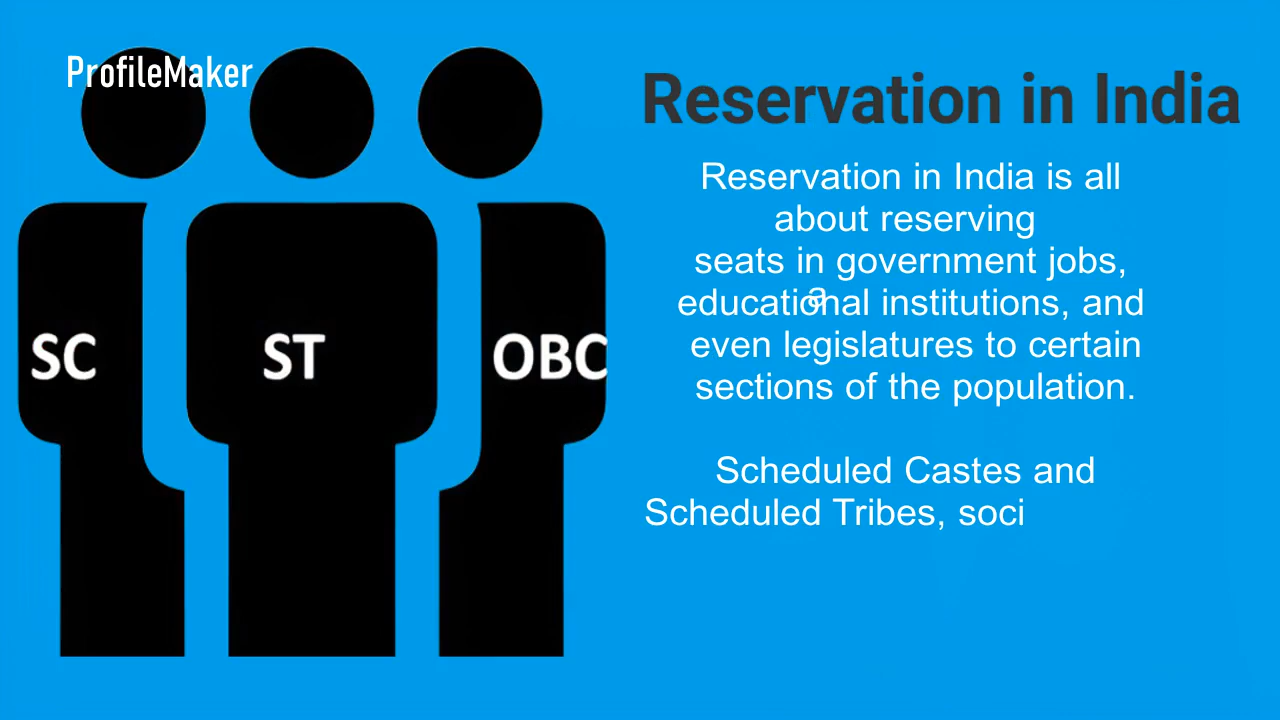 ProfileMaker
Reservation in India
Reservation in India is all
about reserving
seats in government jobs,
a
educational institutions, and
even legislatures to certain
sections of the population.
Scheduled Castes and
Scheduled Tribes, soci
SC
ST
OBC